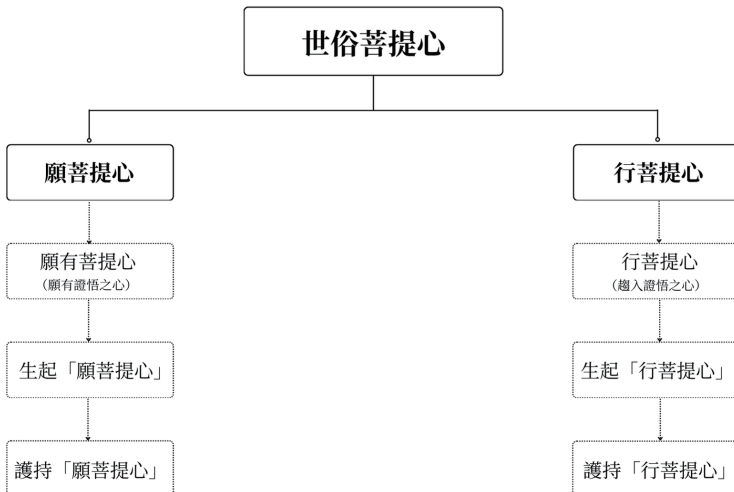 世俗菩提心
願菩提心
行菩提心
願有菩提心
（願有證悟之心）
行菩提心
（趨入證悟之心）
生起「願菩提心」
生起「行菩提心」
護持「願菩提心」
護持「行菩提心」